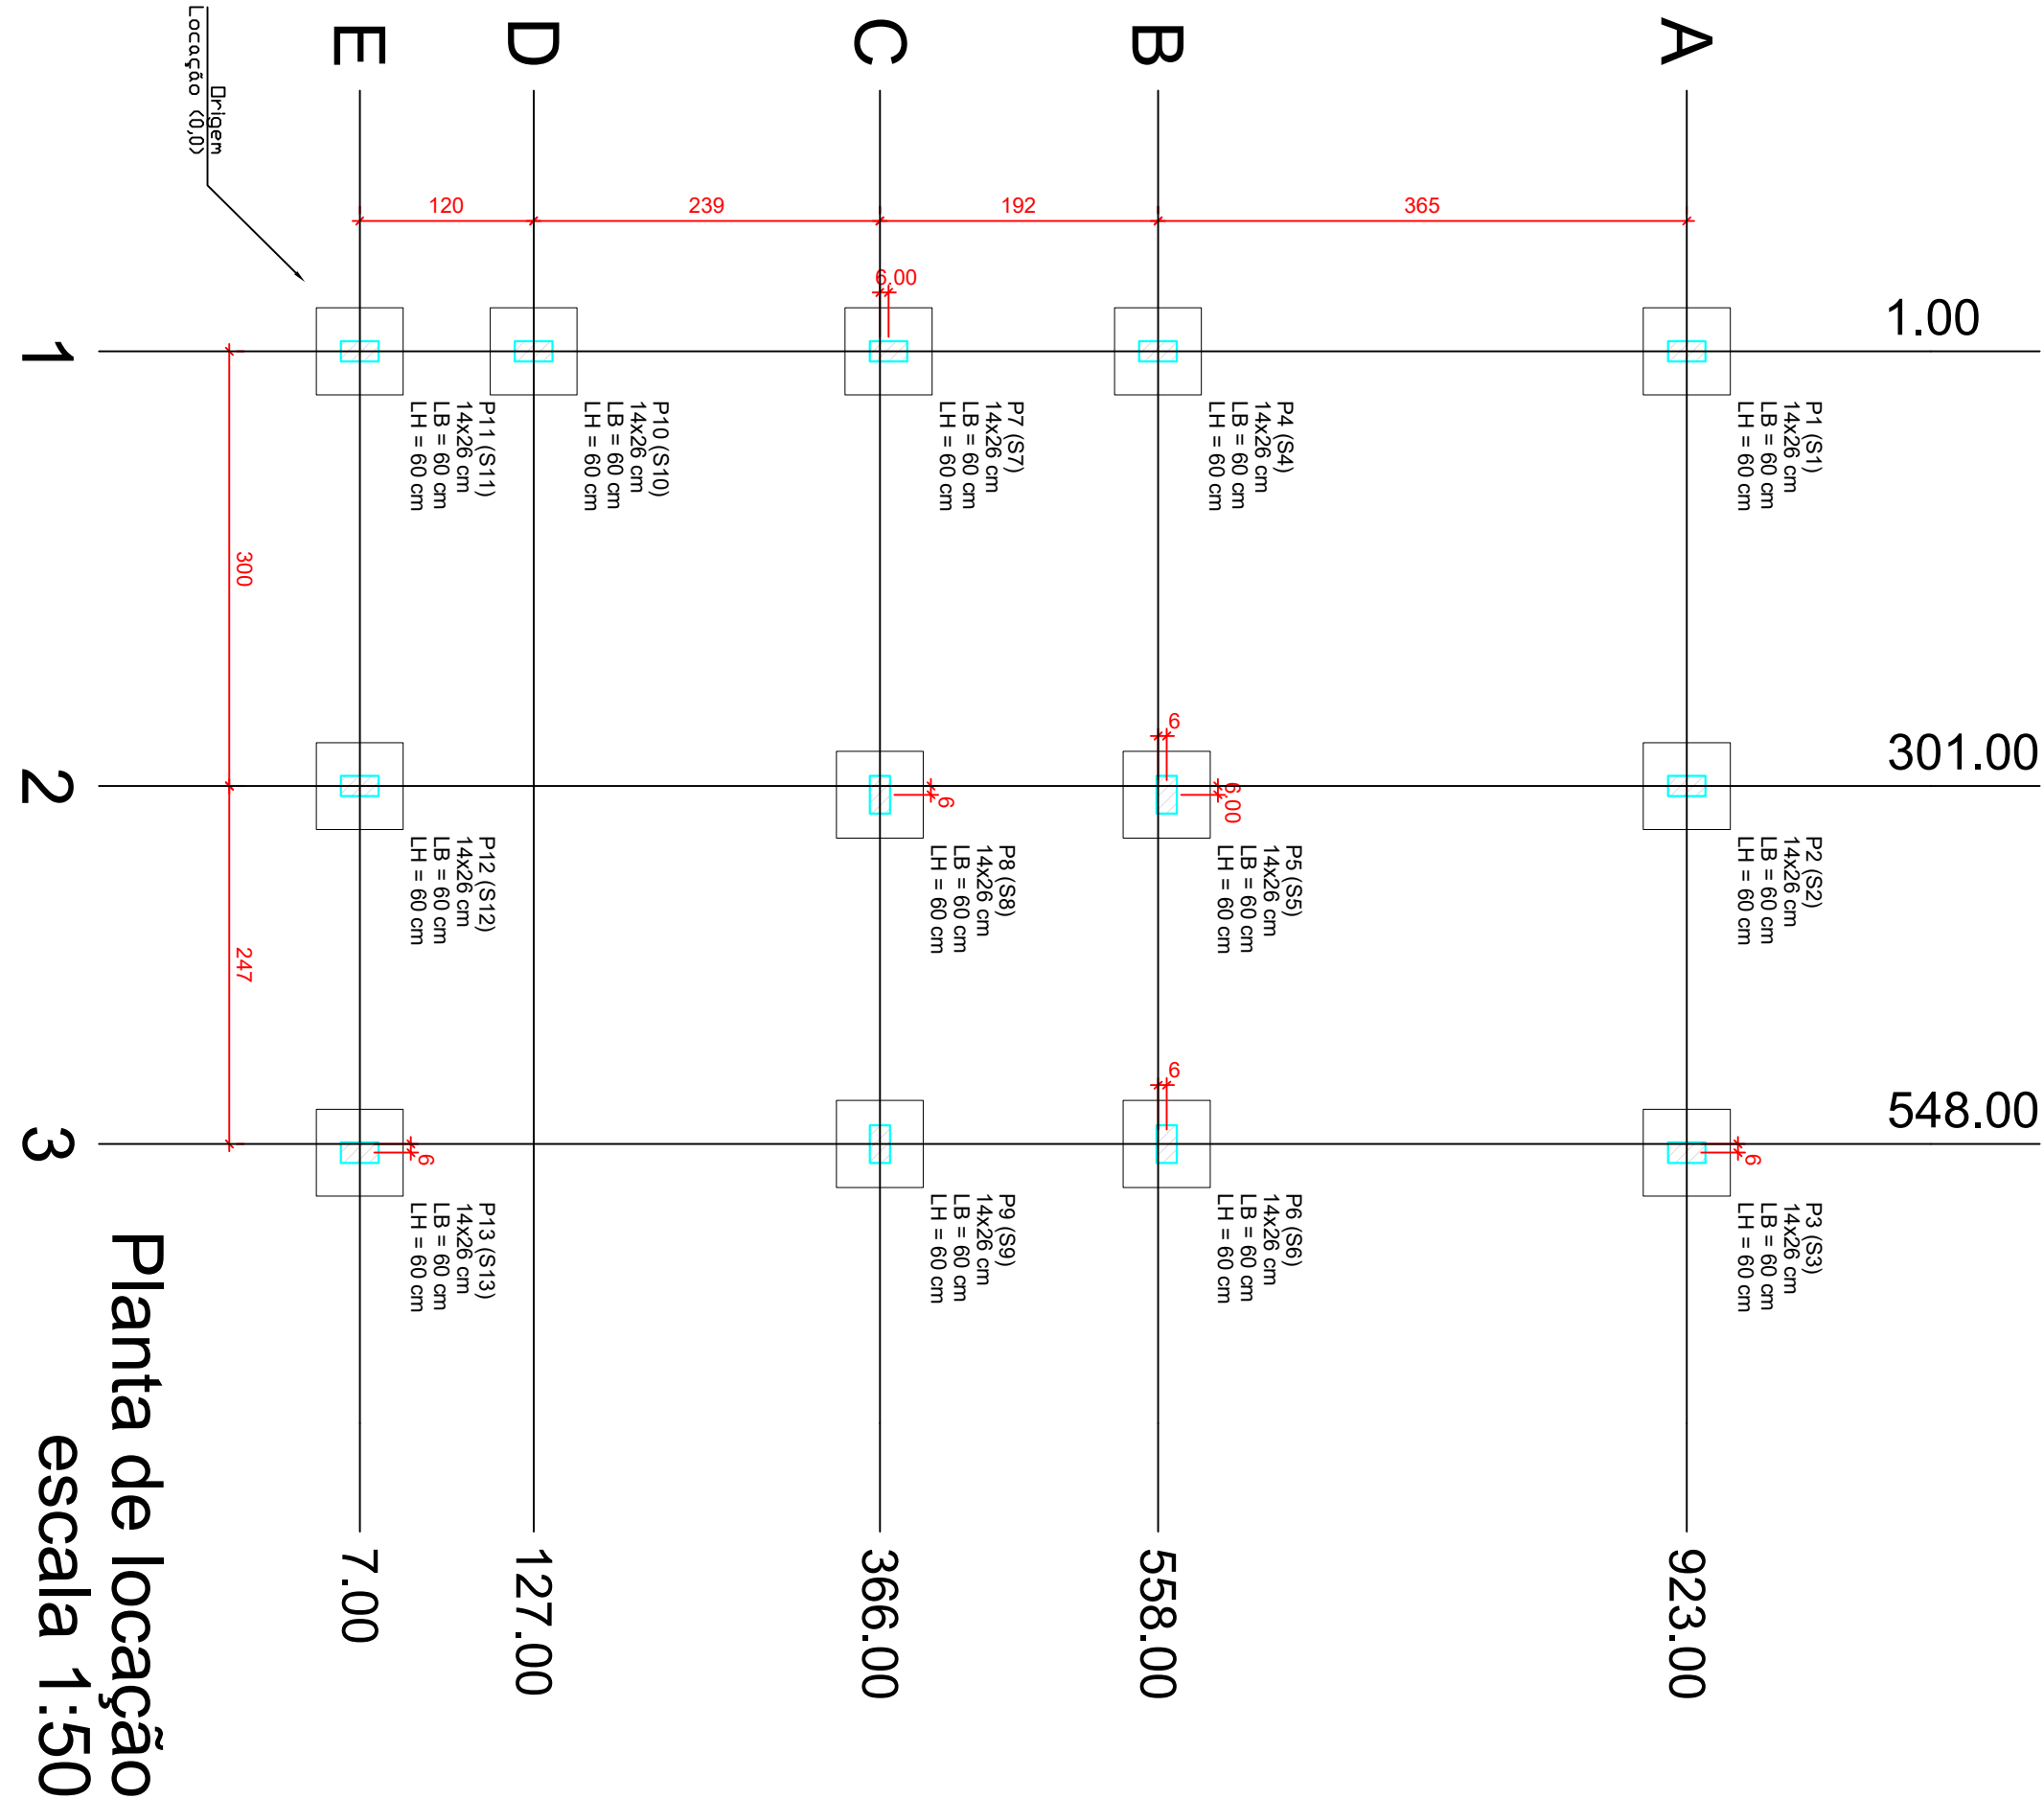 E
D
C
B
A
Origem
Locação (0,0)
120
239
192
365
6.00
1
1.00
P11 (S11)
14x26 cm
LB = 60 cm
LH = 60 cm
P10 (S10)
14x26 cm
LB = 60 cm
LH = 60 cm
P7 (S7)
14x26 cm
LB = 60 cm
LH = 60 cm
P4 (S4)
14x26 cm
LB = 60 cm
LH = 60 cm
P1 (S1)
14x26 cm
LB = 60 cm
LH = 60 cm
300
6
2
6
6.00
301.00
P12 (S12)
14x26 cm
LB = 60 cm
LH = 60 cm
P8 (S8)
14x26 cm
LB = 60 cm
LH = 60 cm
P5 (S5)
14x26 cm
LB = 60 cm
LH = 60 cm
P2 (S2)
14x26 cm
LB = 60 cm
LH = 60 cm
247
6
3
6
6
548.00
P13 (S13)
14x26 cm
LB = 60 cm
LH = 60 cm
P9 (S9)
14x26 cm
LB = 60 cm
LH = 60 cm
P6 (S6)
14x26 cm
LB = 60 cm
LH = 60 cm
P3 (S3)
14x26 cm
LB = 60 cm
LH = 60 cm
7.00
127.00
366.00
558.00
923.00
Planta de locação
escala 1:50